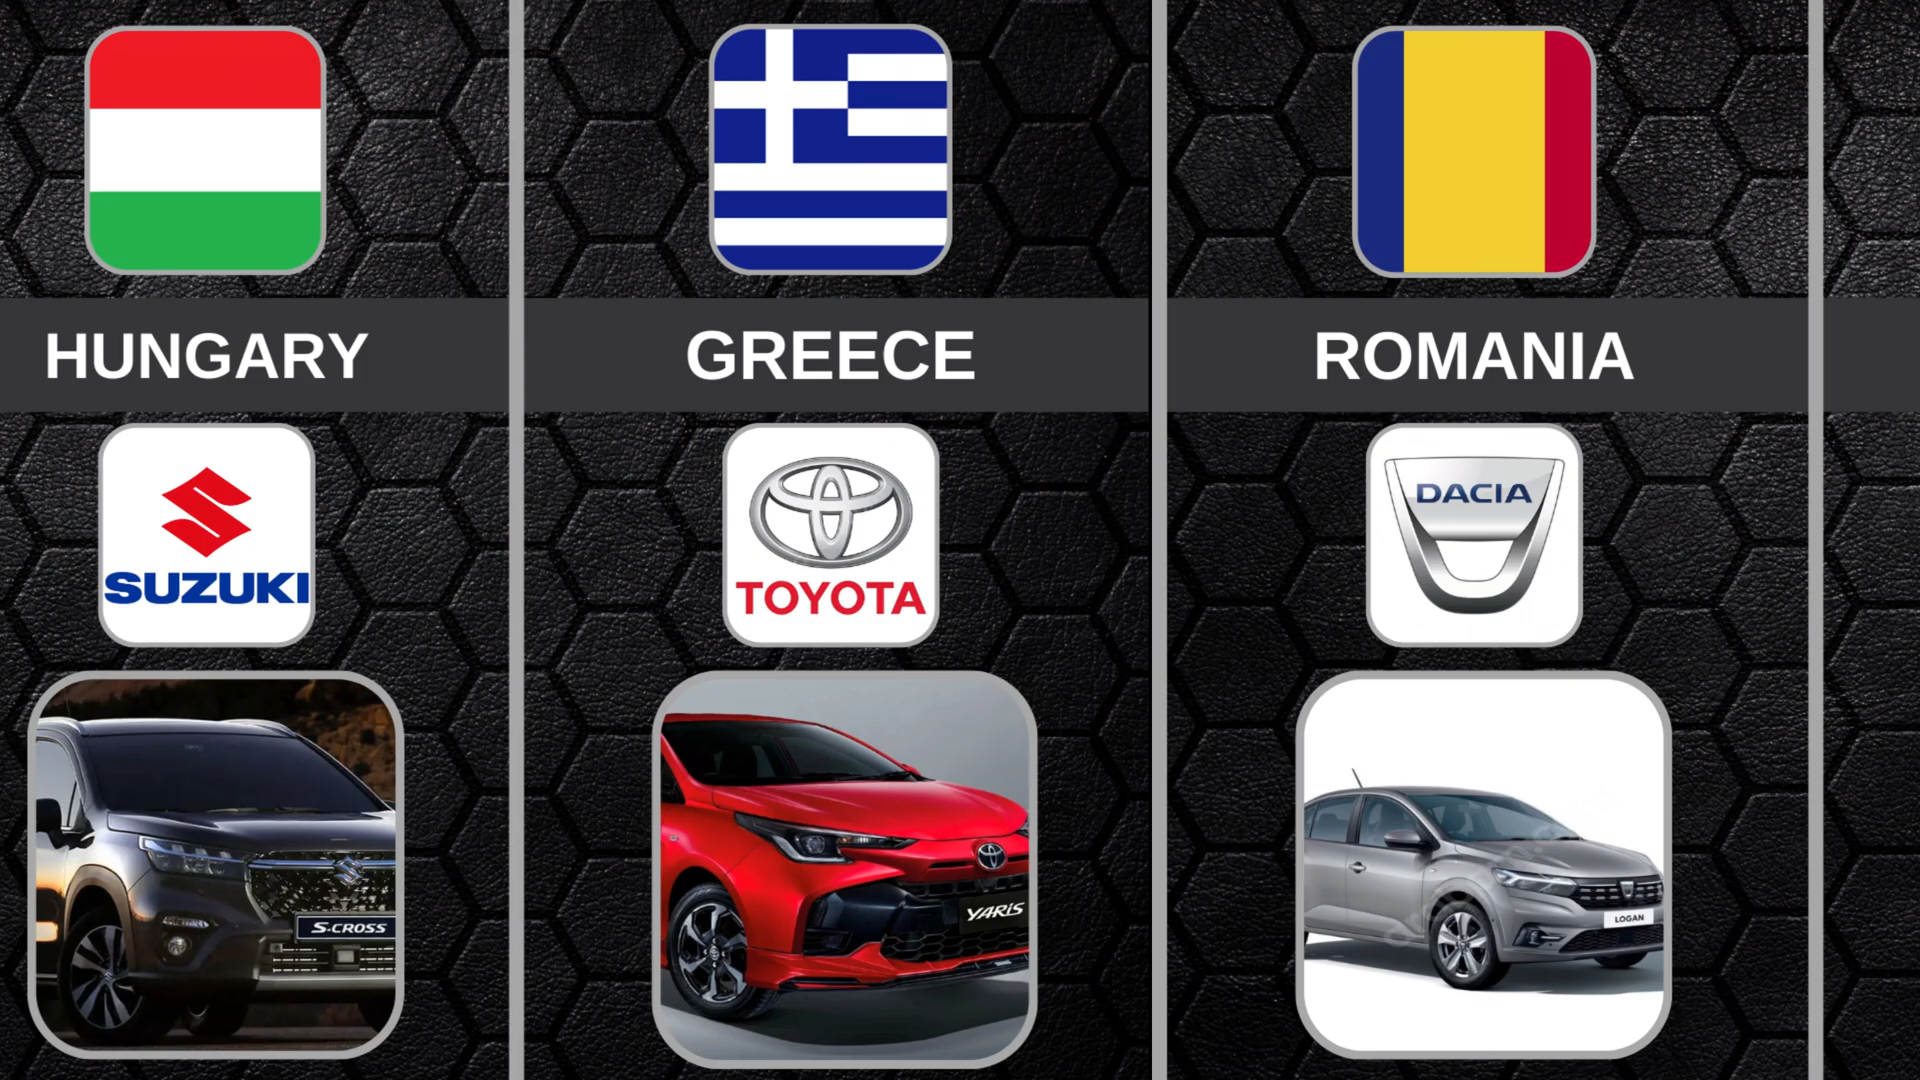 HUNGARY
GREECE
ROMANIA
SUZUKI
TOYOTA
DACIA
S-CROSS
YARIS
LOGAN